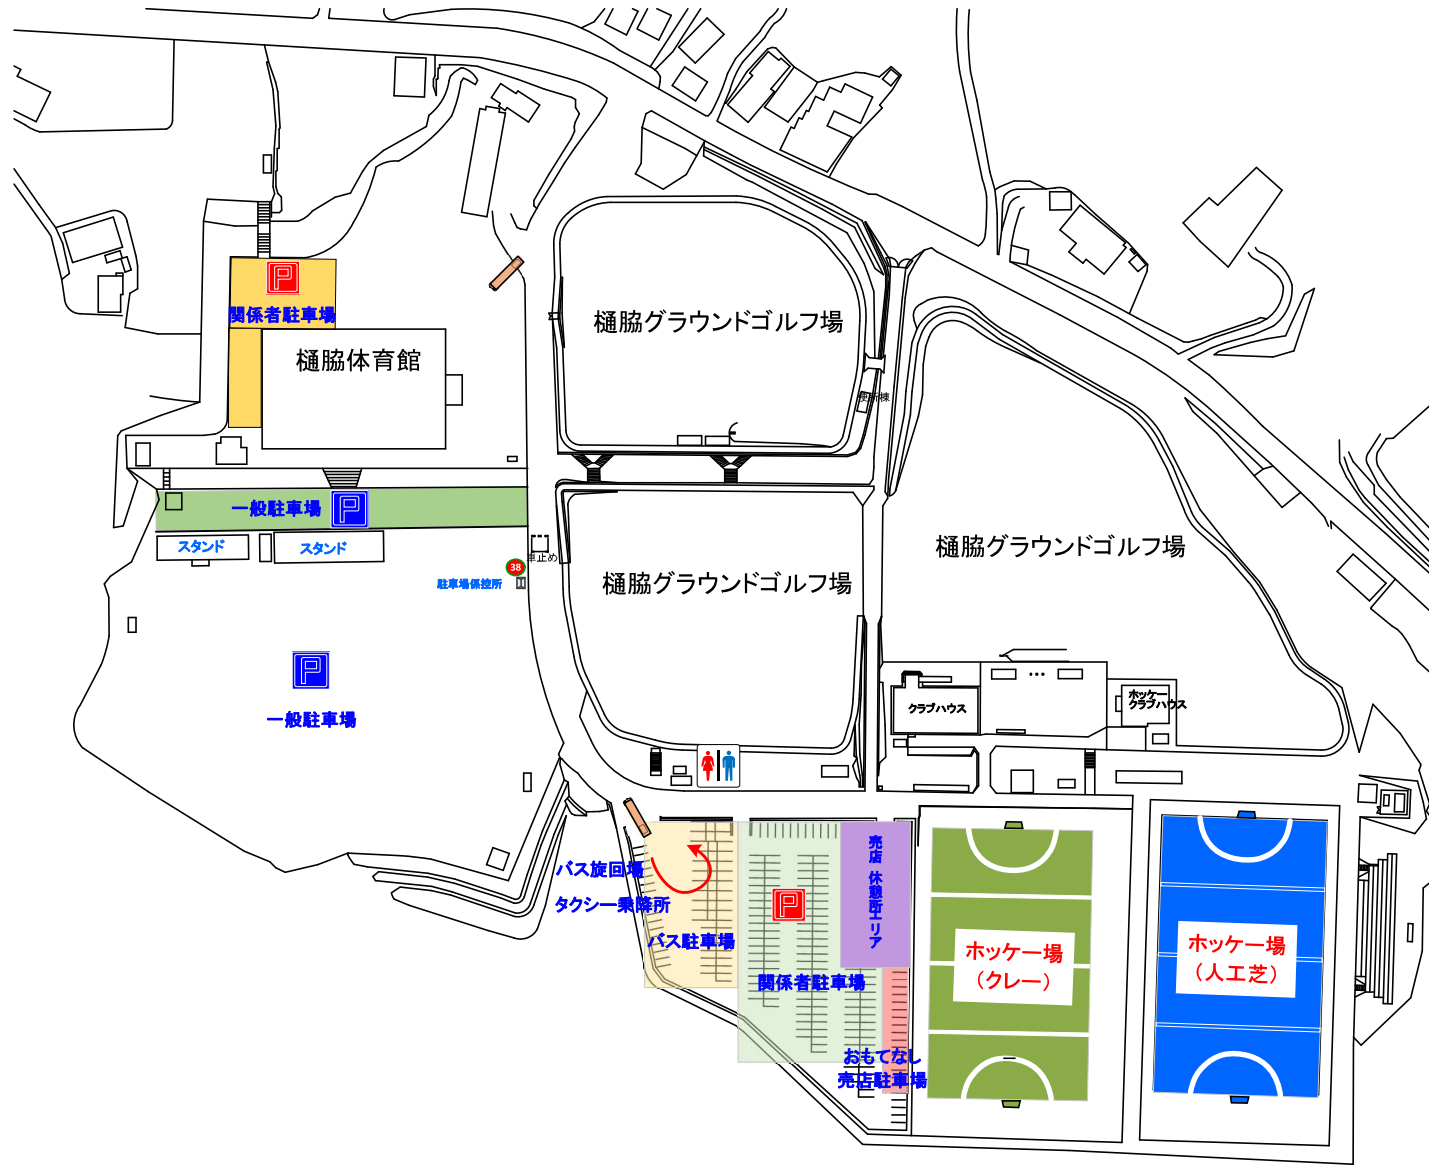 関係者駐車場
樋脇体育館
樋脇グラウンドゴルフ場
便所棟
一般駐車場
スタンド
スタンド
車止め
38
駐車場係控所
樋脇グラウンドゴルフ場
樋脇グラウンドゴルフ場
一般駐車場
クラブハウス
ホッケー
クラブハウス
バス旋回場
タクシー乗降所
バス駐車場
関係者駐車場
売店 休憩所エリア
おもてなし
売店駐車場
ホッケー場
（クレー）
ホッケー場
（人工芝）